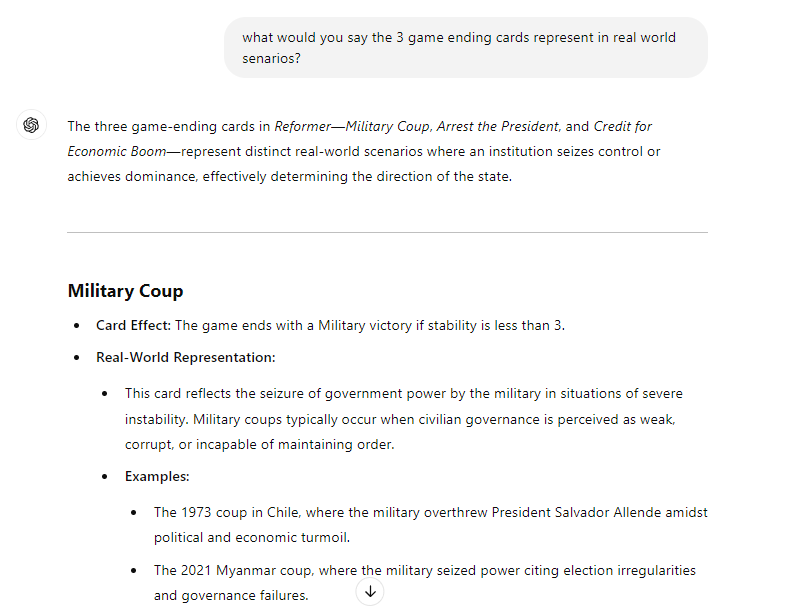 what would you say the 3 game ending cards represent in real world
senarios?
The three game-ending cards in Reformer—Military Coup, Arrest the President, and Credit for
Economic Boom—represent distinct real-world scenarios where an institution seizes control or
achieves dominance, effectively determining the direction of the state.
Military Coup
• Card Effect: The game ends with a Military victory if stability is less than 3.
• Real-World Representation:
• This card reflects the seizure of government power by the military in situations of severe
instability. Military coups typically occur when civilian governance is perceived as weak,
corrupt, or incapable of maintaining order.
• Examples:
• The 1973 coup in Chile, where the military overthrew President Salvador Allende amidst
political and economic turmoil.
• The 2021 Myanmar coup, where the military seized power citing election irregularities
and governance failures.